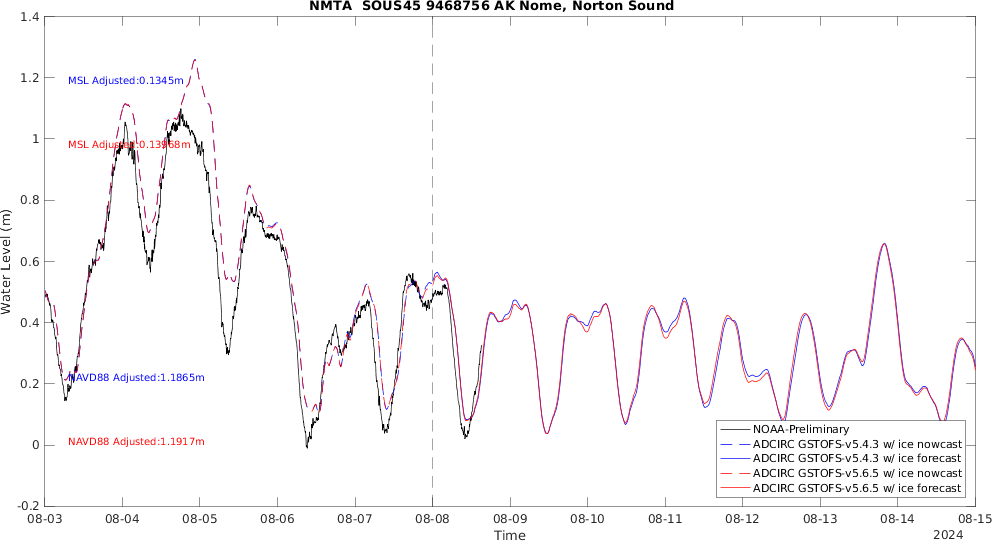 NMTA SOUS45 9468756 AK Nome, Norton Sound
1.4
1.2
1
0.8
0.6
0.4
0.2
0
-0.2
Water Level (m)
MSL Adjusted:0.1345m
MSL Adjusted:0.13968m
NAVD88 Adjusted:1.1865m
NAVD88 Adjusted:1.1917m
NOAA-Preliminary
ADCIRC GSTOFS-v5.4.3 w/ ice nowcast
ADCIRC GSTOFS-v5.4.3 w/ ice forecast
ADCIRC GSTOFS-v5.6.5 w/ ice nowcast
ADCIRC GSTOFS-v5.6.5 w/ ice forecast
08-03 08-04 08-05 08-06 08-07 08-08 08-09 08-10 08-11 08-12 08-13 08-14 08-15
Time
2024